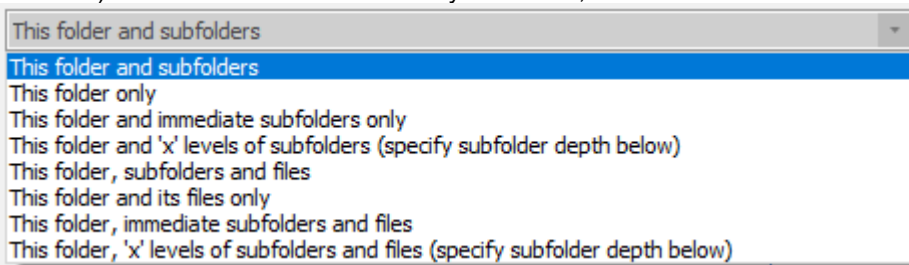 This folder and subfolders
This folder and subfolders
This folder only
This folder and immediate subfolders only
This folder and 'x' levels of subfolders (specify subfolder depth below)
This folder, subfolders and files
This folder and its files only
This folder, immediate subfolders and files
This folder, 'x' levels of subfolders and files (specify subfolder depth below)